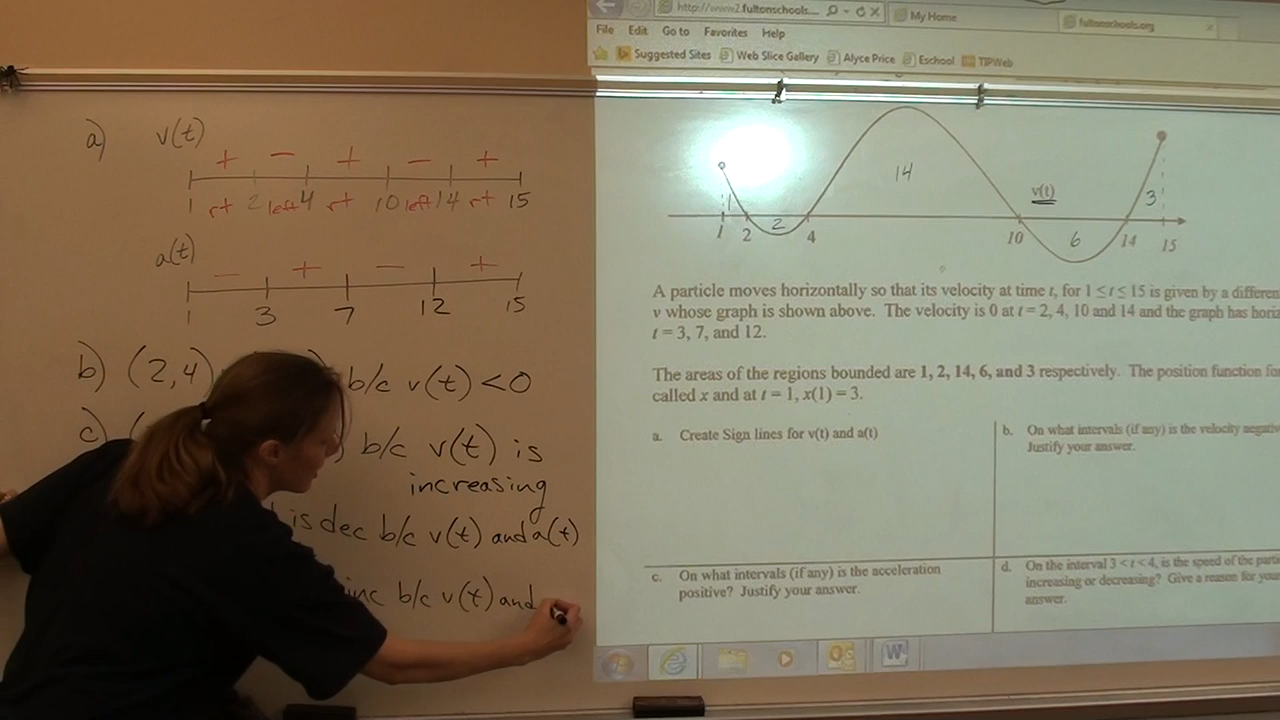 http://www2.fultonschools....
My Home
fultonschools.org
File Edit Go to Favorites Help
Suggested Sites Web Slice Gallery Alyce Price Eschool TIPWeb
a) v(t)
+ − + − +
1 rt 2 left 4 rt 10 left 14 rt 15
a(t)
− + − +
1 3 7 12 15
b) (2,4) ) b/c v(t) < 0
c) ( ) b/c v(t) is
increasing
is dec b/c v(t) and a(t)
inc b/c v(t) and
14
v(t)
1 2 6 3
1 2 4 10 14 15
A particle moves horizontally so that its velocity at time t, for 1 ≤ t ≤ 15 is given by a
v whose graph is shown above. The velocity is 0 at t = 2, 4, 10 and 14 and the graph has
t = 3, 7, and 12.
The areas of the regions bounded are 1, 2, 14, 6, and 3 respectively. The position function
called x and at t = 1, x(1) = 3.
a. Create Sign lines for v(t) and a(t)
b. On what intervals (if any) is the velocity
Justify your answer.
c. On what intervals (if any) is the acceleration
positive? Justify your answer.
d. On the interval 3 < t < 4, is the speed of the
increasing or decreasing? Give a reason for
answer.